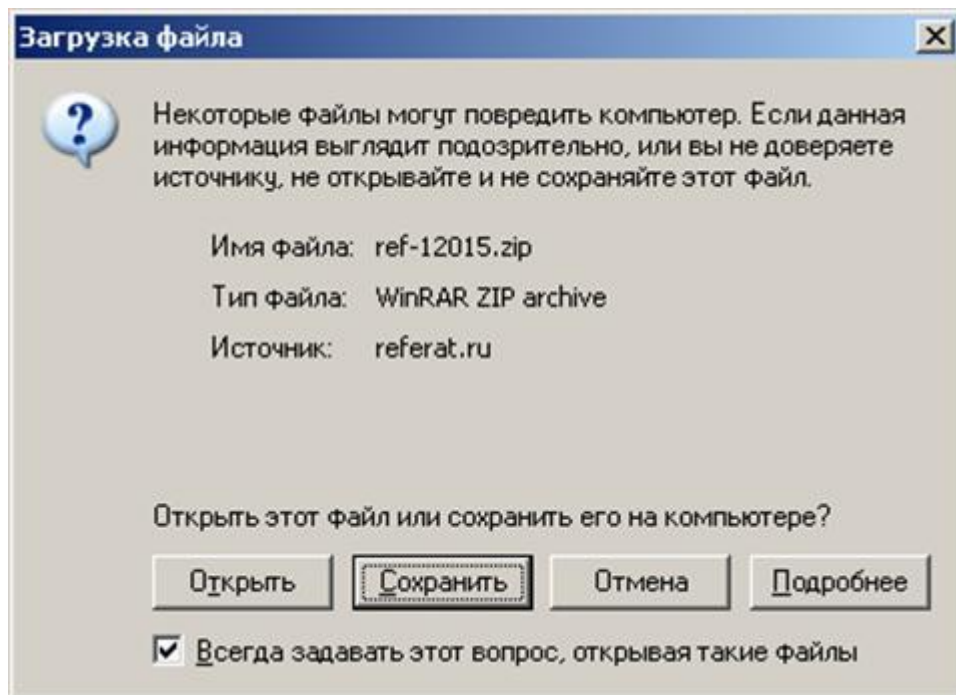 Загрузка файла
Некоторые файлы могут повредить компьютер. Если данная
информация выглядит подозрительно, или вы не доверяете
источнику, не открывайте и не сохраняйте этот файл.
Имя файла: ref-12015.zip
Тип файла: WinRAR ZIP archive
Источник: referat.ru
Открыть этот файл или сохранить его на компьютере?
Открыть Сохранить Отмена Подробнее
Всегда задавать этот вопрос, открывая такие файлы